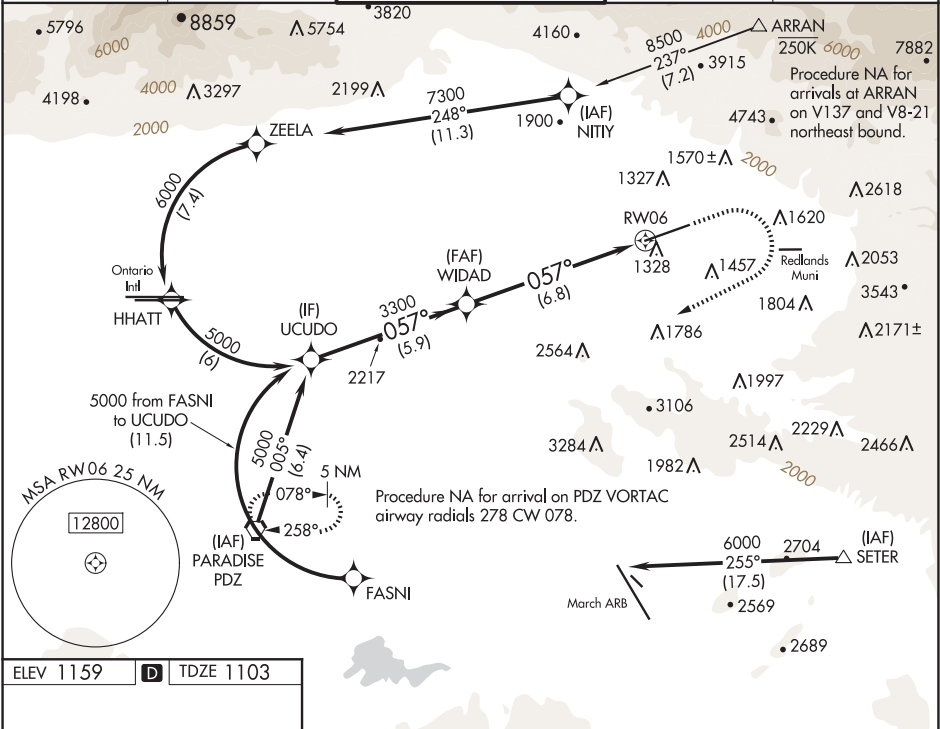 5796
8859
5754
3820
4160
8500
237°
(7.2)
3915
ARRAN
250K
4000
6000
7882
6000
4198
4000
3297
2199
2000
7300
248°
(11.3)
1900
(IAF)
NITIY
Procedure NA for
arrivals at ARRAN
on V137 and V8-21
northeast bound.
4743
ZEELA
1570 ±
2000
1327
2618
6000
(7.4)
RW06
1620
1328
1457
Redlands
Muni
2053
3543
1804
Ontario
Intl
HHATT
(FAF)
WIDAD
057°
(6.8)
(IF)
UCUDO
3300
057°
(5.9)
2217
5000
(6)
1786
2171±
2564
1997
5000 from FASNI
to UCUDO
(11.5)
3106
2229
2514
2466
3284
1982
2000
5000
005°
(6.4)
5 NM
078°
258°
Procedure NA for arrival on PDZ VORTAC
airway radials 278 CW 078.
MSA RW06 25 NM
12800
(IAF)
PARADISE
PDZ
FASNI
6000
255°
(17.5)
2704
(IAF)
SETER
March ARB
2569
2689
ELEV 1159
D
TDZE 1103